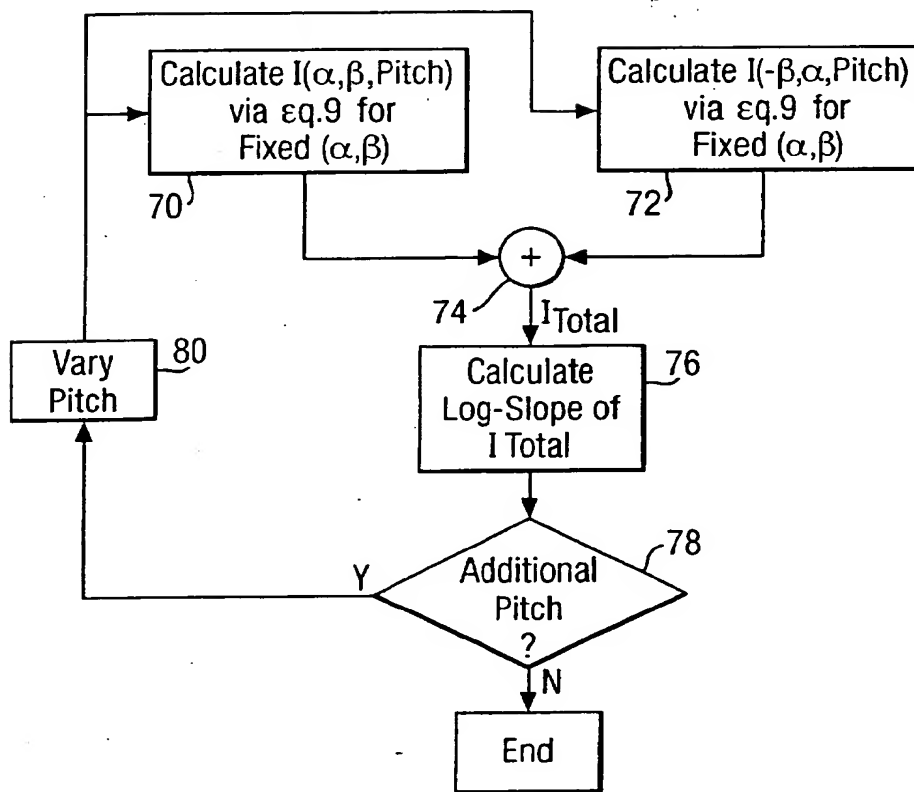 Calculate I(α,β,Pitch)
via εq.9 for
Fixed (α,β)
70
Calculate I(-β,α,Pitch)
via εq.9 for
Fixed (α,β)
72
+
74
I Total
Vary
Pitch
80
Calculate
Log-Slope of
I Total
76
Additional
Pitch
?
78
Y
N
End